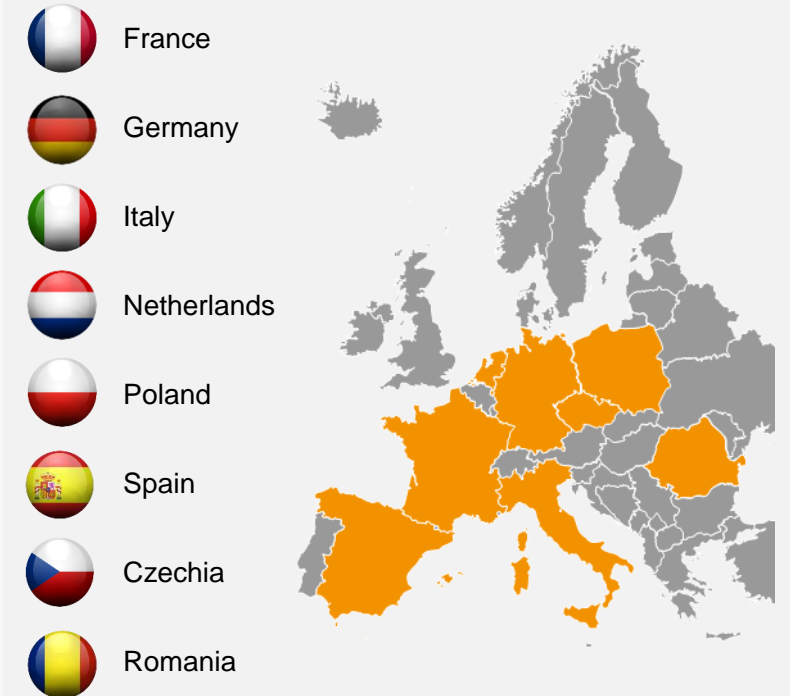 France
Germany
Italy
Netherlands
Poland
Spain
Czechia
Romania